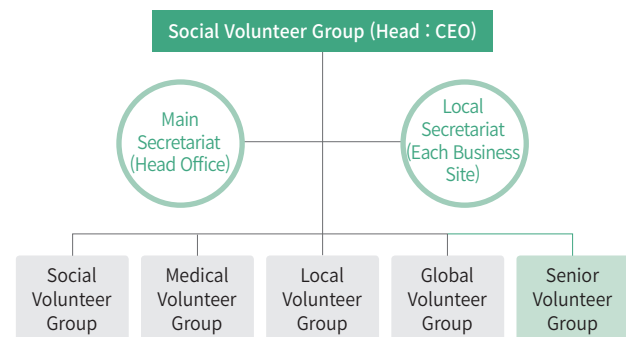 Social Volunteer Group (Head : CEO)
Main
Secretariat
(Head Office)
Local
Secretariat
(Each Business
Site)
Social
Volunteer
Group
Medical
Volunteer
Group
Local
Volunteer
Group
Global
Volunteer
Group
Senior
Volunteer
Group